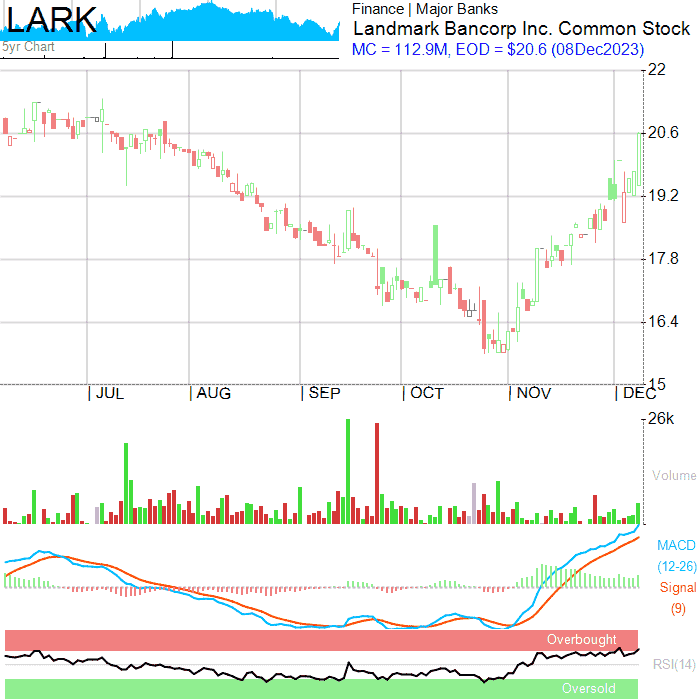 LARK
5yr Chart
Finance | Major Banks
Landmark Bancorp Inc. Common Stock
MC = 112.9M, EOD = $20.6 (08Dec2023)
22
20.6
19.2
17.8
16.4
15
| JUL | AUG | SEP | OCT | NOV | DEC
26k
Volume
MACD
(12-26)
Signal
(9)
Overbought
RSI(14)
Oversold